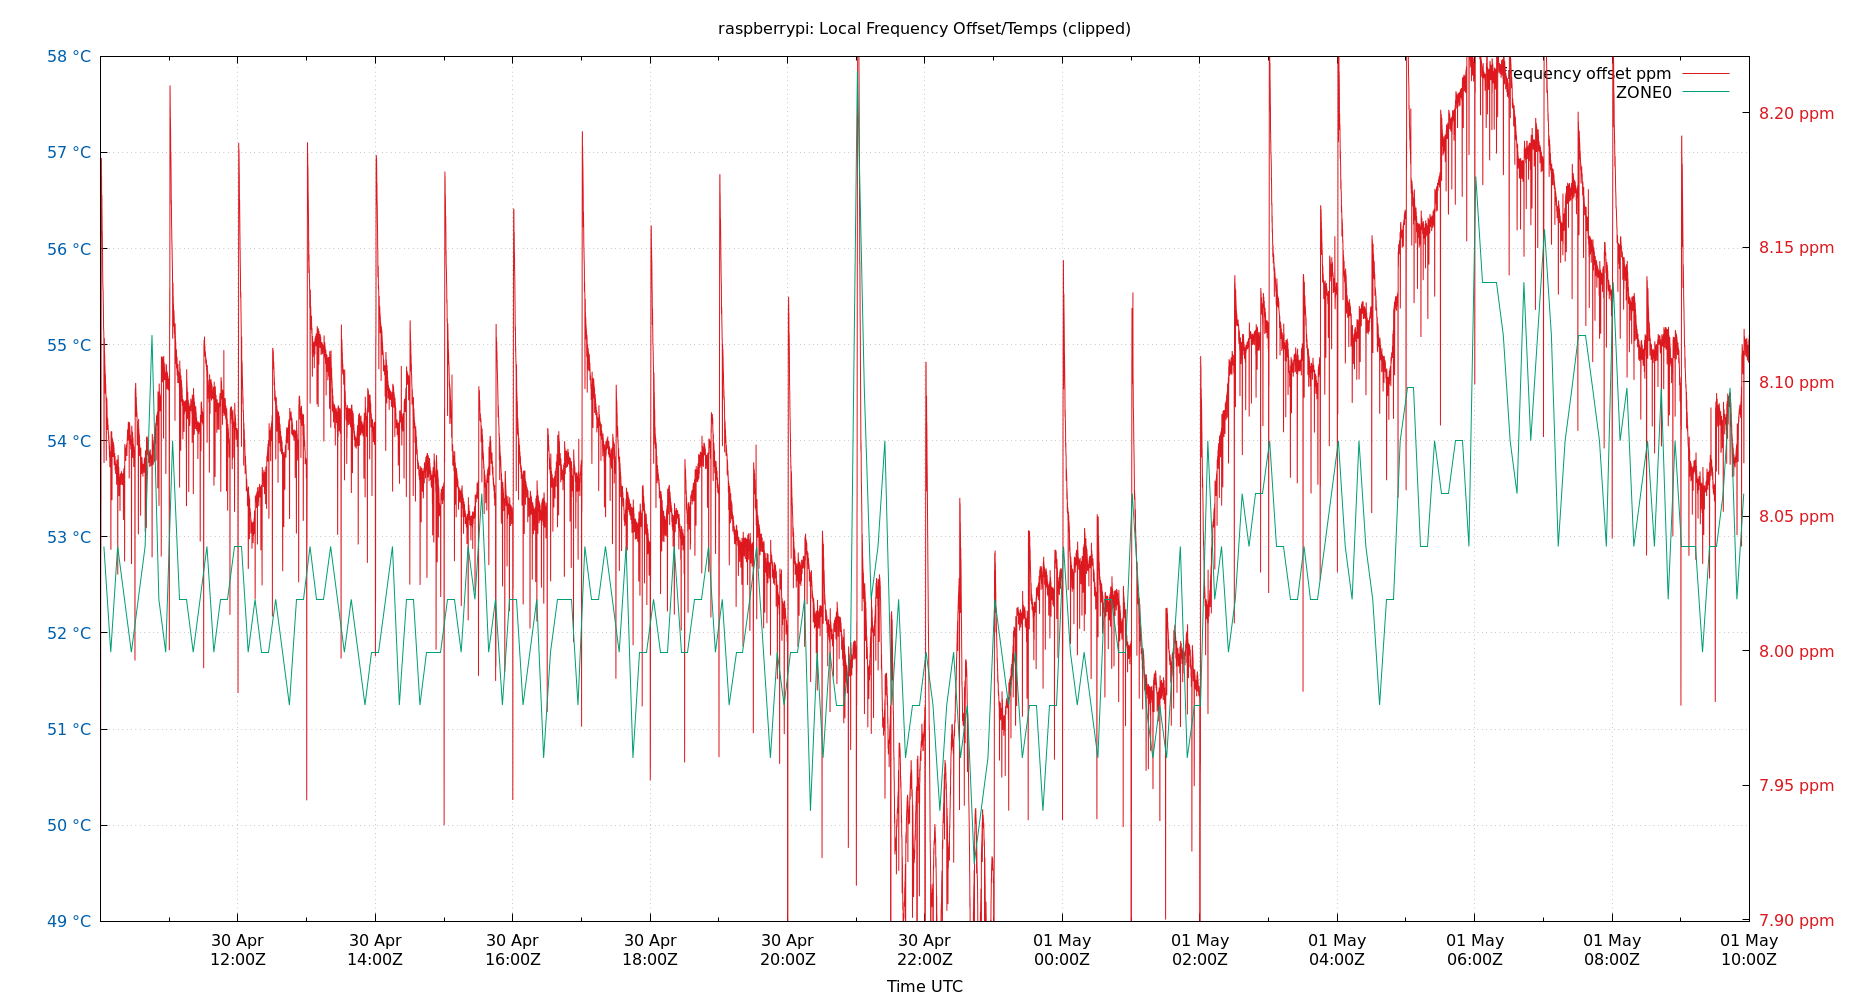 raspberrypi: Local Frequency Offset/Temps (clipped)
58 °C
57 °C
56 °C
55 °C
54 °C
53 °C
52 °C
51 °C
50 °C
49 °C
frequency offset ppm
ZONE0
8.20 ppm
8.15 ppm
8.10 ppm
8.05 ppm
8.00 ppm
7.95 ppm
7.90 ppm
30 Apr
12:00Z
30 Apr
14:00Z
30 Apr
16:00Z
30 Apr
18:00Z
30 Apr
20:00Z
30 Apr
22:00Z
01 May
00:00Z
01 May
02:00Z
01 May
04:00Z
01 May
06:00Z
01 May
08:00Z
01 May
10:00Z
Time UTC